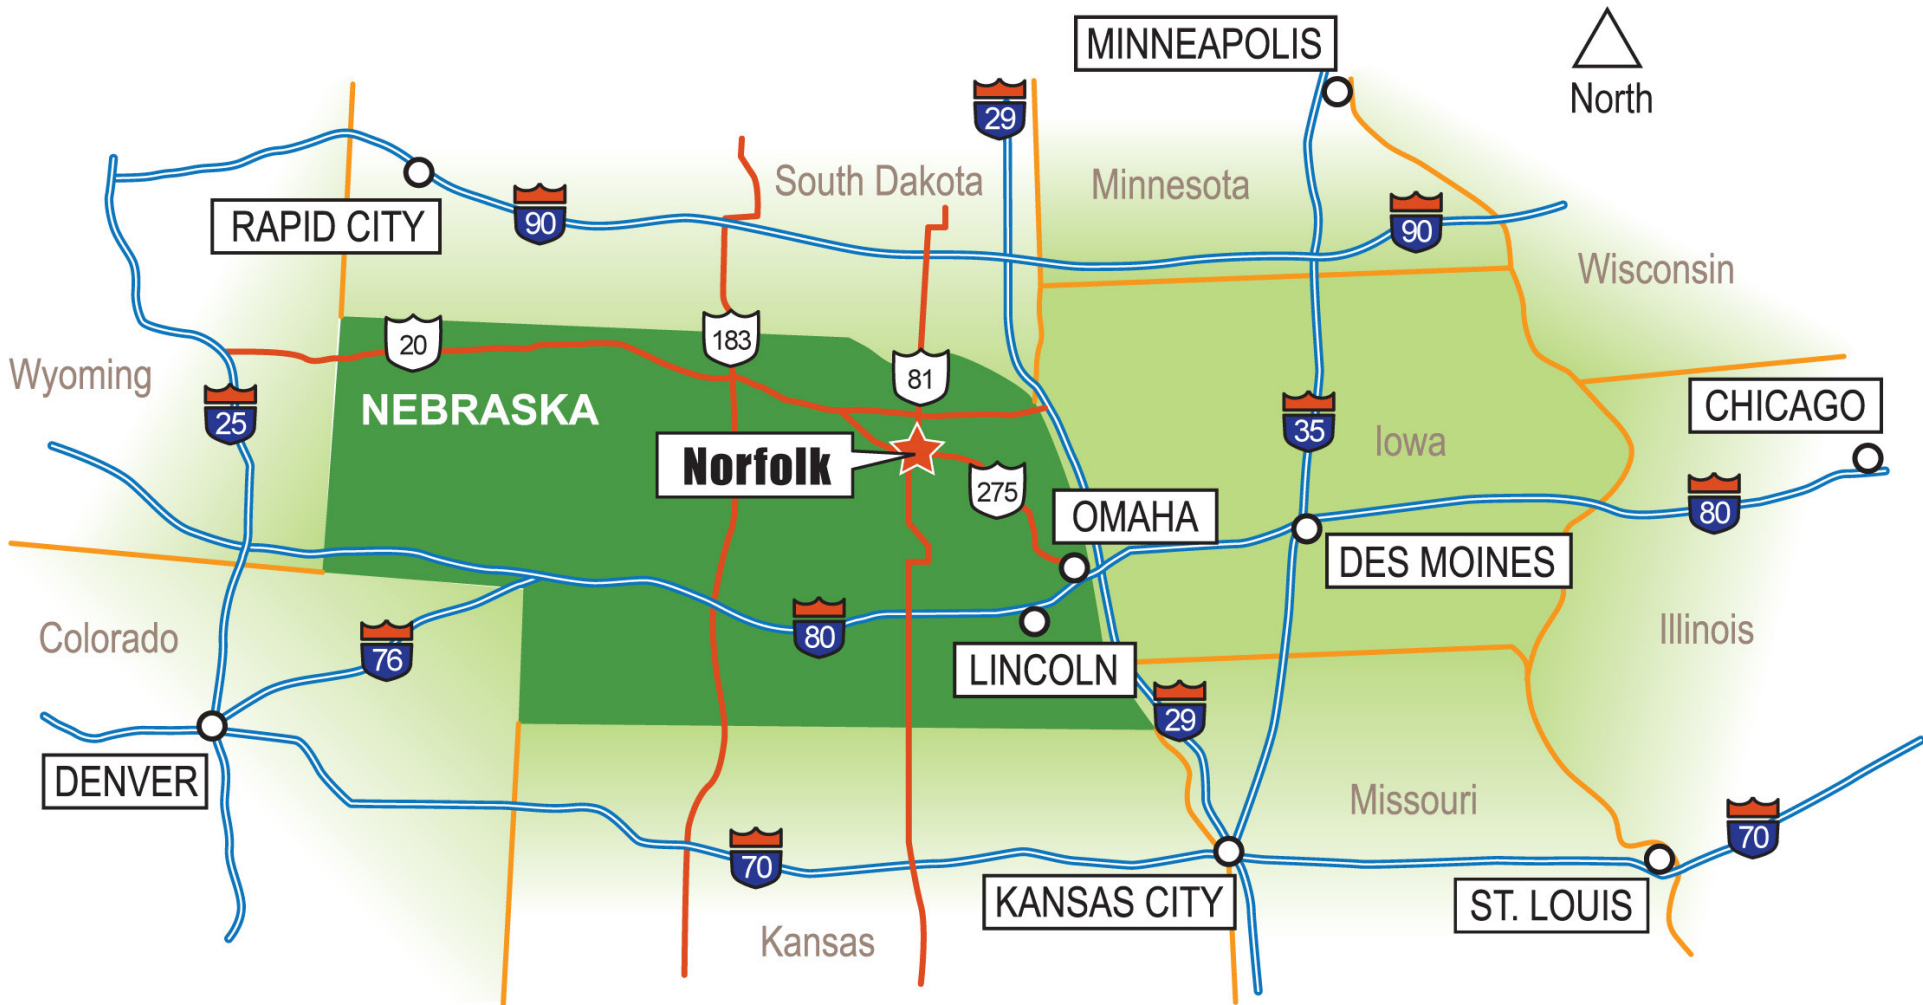 MINNEAPOLIS
North
29
South Dakota
Minnesota
RAPID CITY
90
90
Wisconsin
20
183
81
Wyoming
NEBRASKA
25
35
Iowa
CHICAGO
Norfolk
275
OMAHA
80
DES MOINES
Colorado
76
80
LINCOLN
Illinois
29
DENVER
Missouri
70
70
KANSAS CITY
ST. LOUIS
Kansas